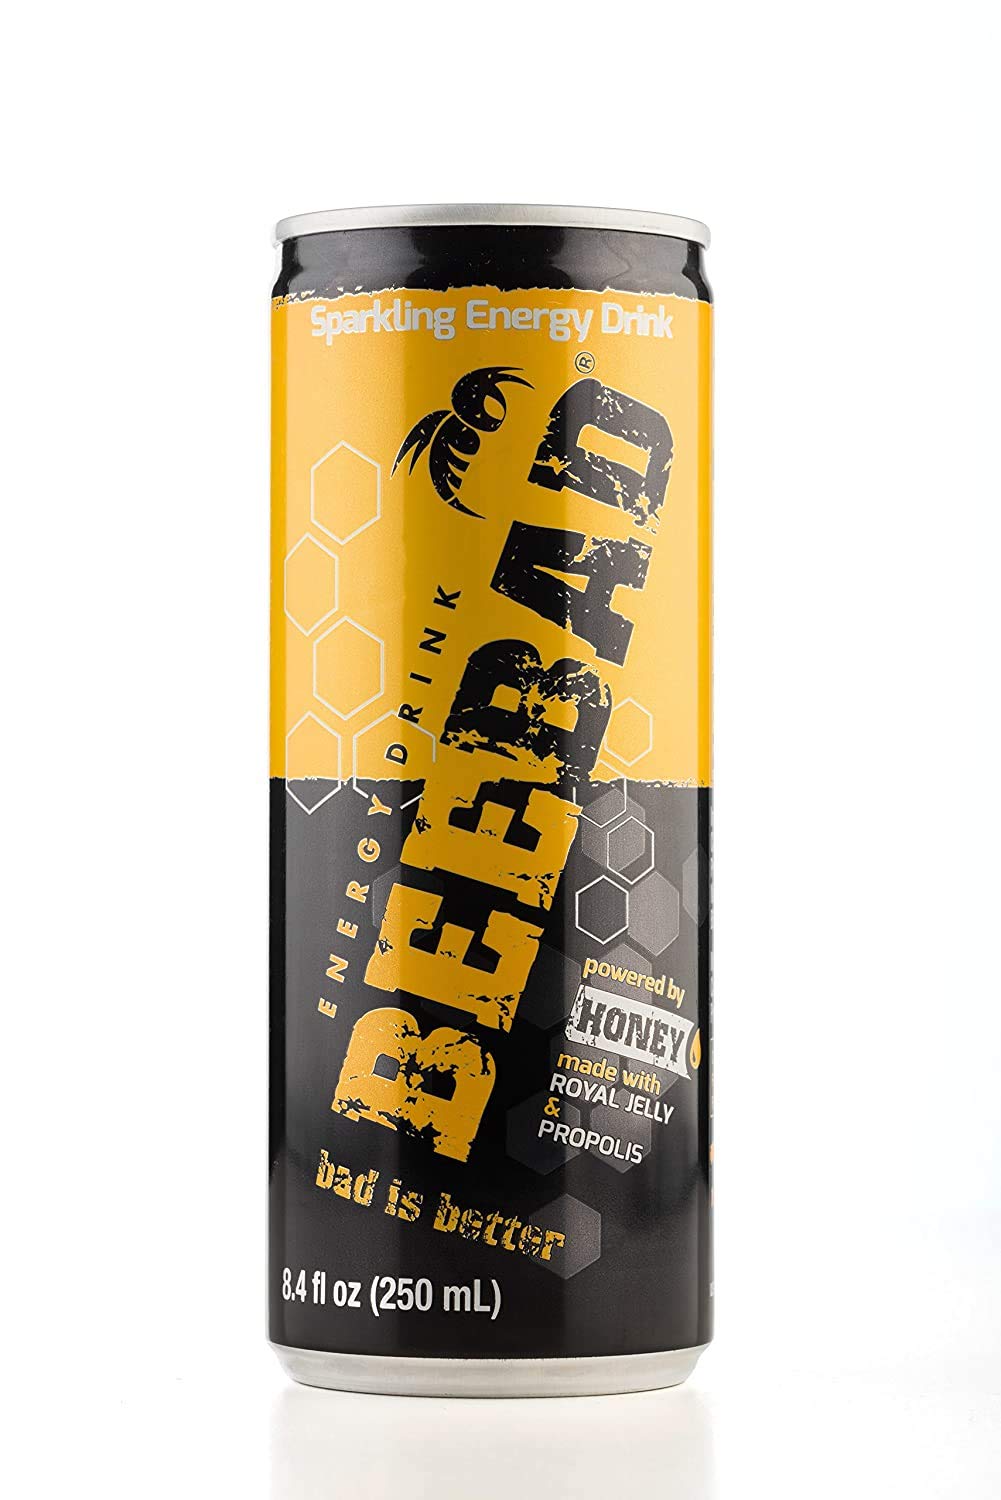 Sparkling Energy Drink
BEEBAD®
ENERGY DRINK
powered by
HONEY
made with
ROYAL JELLY
&
PROPOLIS
bad is better
8.4 fl oz (250 mL)